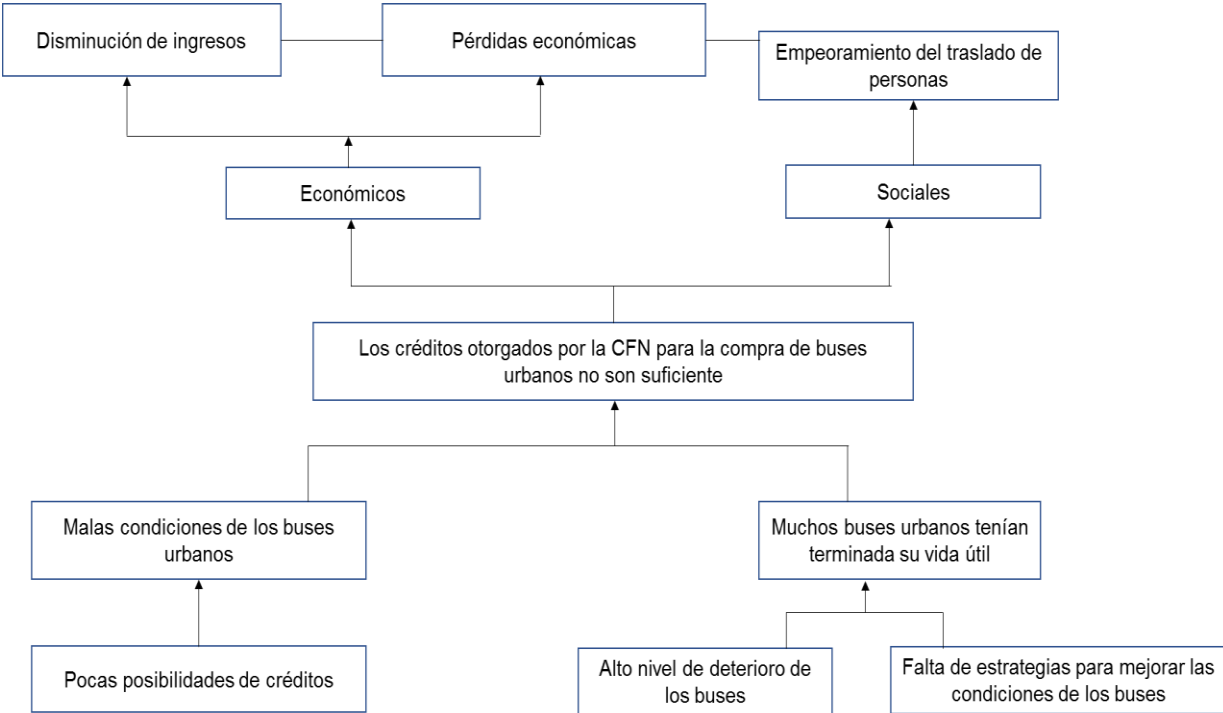 Disminución de ingresos
Pérdidas económicas
Empeoramiento del traslado de
personas
Económicos
Sociales
Los créditos otorgados por la CFN para la compra de buses
urbanos no son suficiente
Malas condiciones de los buses
urbanos
Muchos buses urbanos tenían
terminada su vida útil
Pocas posibilidades de créditos
Alto nivel de deterioro de
los buses
Falta de estrategias para mejorar las
condiciones de los buses